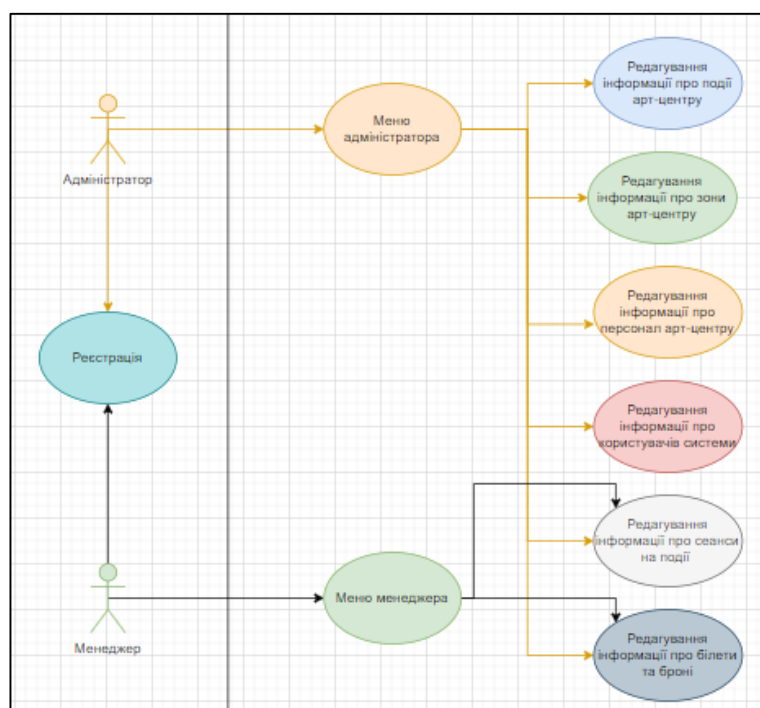 Редагування
інформації про події
арт-центру
Меню
адміністратора
Адміністратор
Редагування
інформації про зони
арт-центру
Редагування
інформації про
персонал арт-центру
Реєстрація
Редагування
інформації про
користувачів системи
Редагування
інформації про сеанси
на події
Меню менеджера
Менеджер
Редагування
інформації про білети
та броні